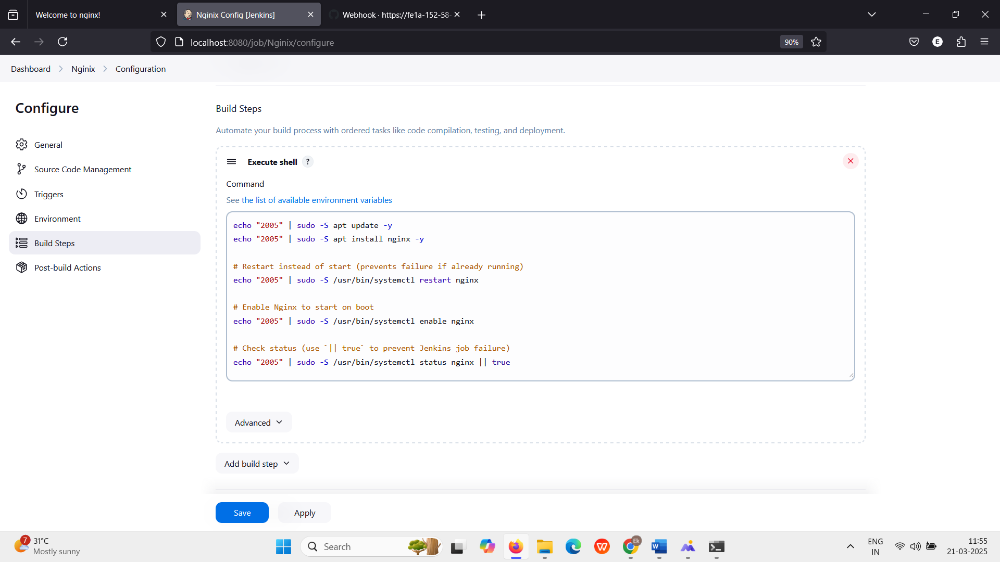 Welcome to nginx!
Nginix Config [Jenkins]
Webhook · https://fe1a-152-58-
localhost:8080/job/Nginix/configure
90%
E
Dashboard
Nginix
Configuration
Configure
General
Source Code Management
Triggers
Environment
Build Steps
Post-build Actions
Build Steps
Automate your build process with ordered tasks like code compilation, testing, and deployment.
Execute shell ?
Command
See the list of available environment variables
echo "2005" | sudo -S apt update -y
echo "2005" | sudo -S apt install nginx -y
# Restart instead of start (prevents failure if already running)
echo "2005" | sudo -S /usr/bin/systemctl restart nginx
# Enable Nginx to start on boot
echo "2005" | sudo -S /usr/bin/systemctl enable nginx
# Check status (use `|| true` to prevent Jenkins job failure)
echo "2005" | sudo -S /usr/bin/systemctl status nginx || true
Advanced
Add build step
Save
Apply
7
31°C
Mostly sunny
Search
Ek
ENG
IN
11:55
21-03-2025